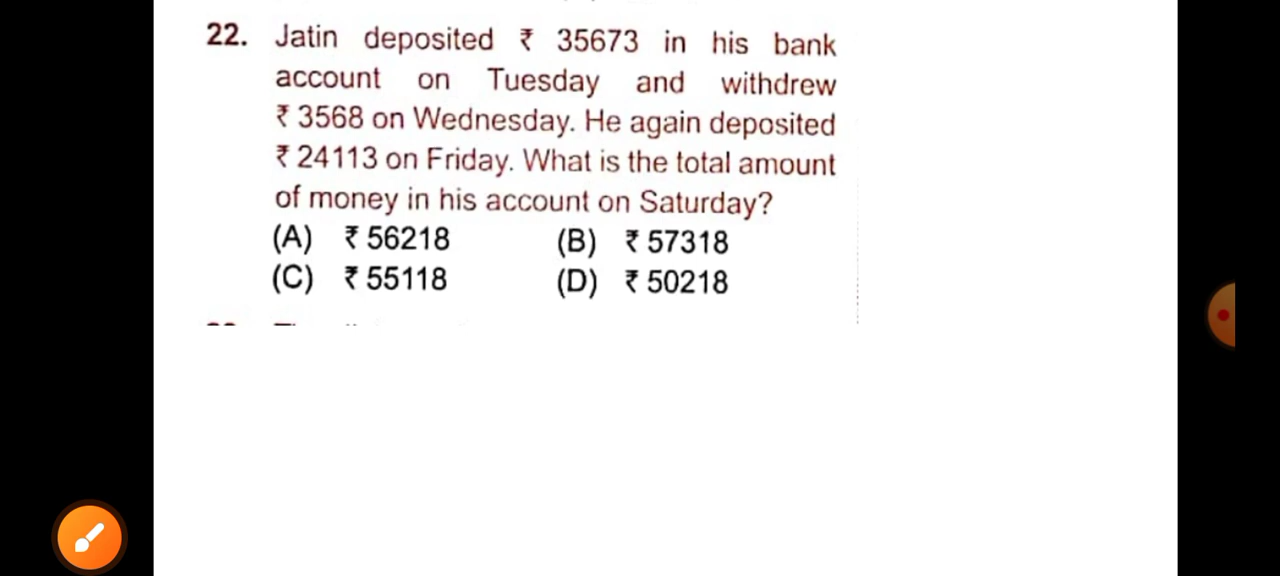 22. Jatin deposited ₹ 35673 in his bank
account on Tuesday and withdrew
₹ 3568 on Wednesday. He again deposited
₹ 24113 on Friday. What is the total amount
of money in his account on Saturday?
(A) ₹ 56218 (B) ₹ 57318
(C) ₹ 55118 (D) ₹ 50218